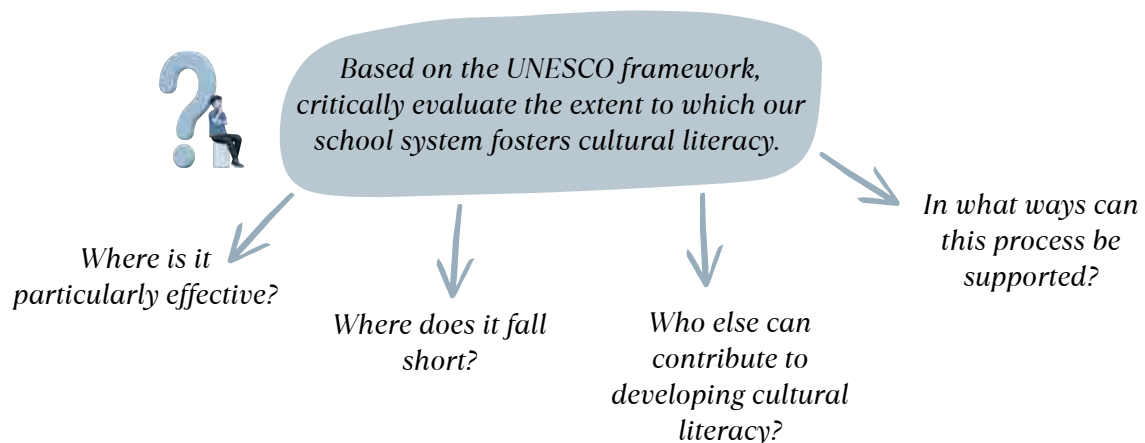 Based on the UNESCO framework,
critically evaluate the extent to which our
school system fosters cultural literacy.
Where is it
particularly effective?
Where does it fall
short?
Who else can
contribute to
developing cultural
literacy?
In what ways can
this process be
supported?